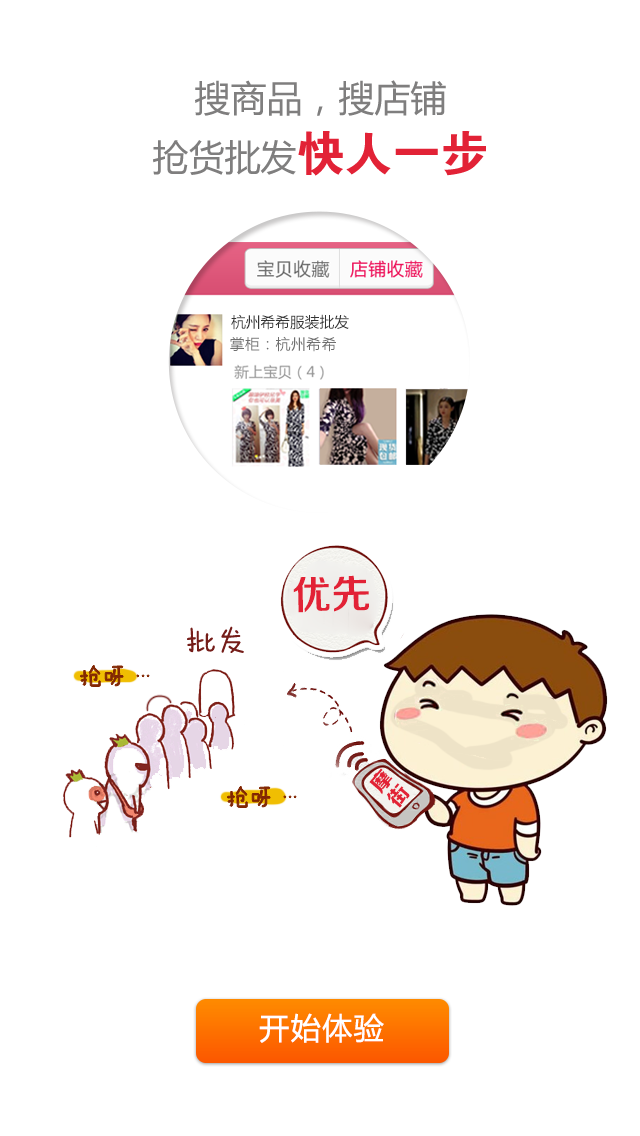 搜商品，搜店铺
抢货批发快人一步
宝贝收藏 店铺收藏
杭州希希服装批发
掌柜：杭州希希
新上宝贝（4）
优先
批发
抢呀…
抢呀…
摩街
开始体验